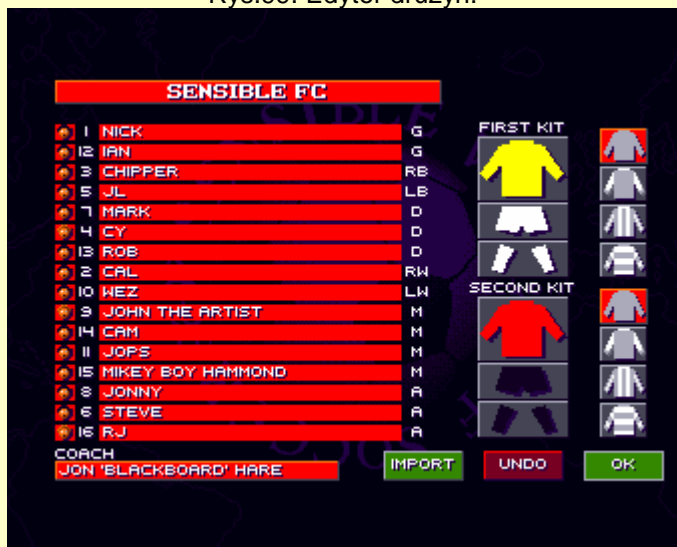 Edytor drużyn.
SENSIBLE FC
1 NICK G
12 IAN G
3 CHIPPER RB
5 JL LB
7 MARK D
4 CY D
13 ROB D
2 CAL RW
10 WEZ LW
9 JOHN THE ARTIST M
14 CAM M
11 JOPS M
15 MIKEY BOY HAMMOND M
8 JONNY A
6 STEVE A
16 RJ A
COACH
JON 'BLACKBOARD' HARE
FIRST KIT
SECOND KIT
IMPORT
UNDO
OK